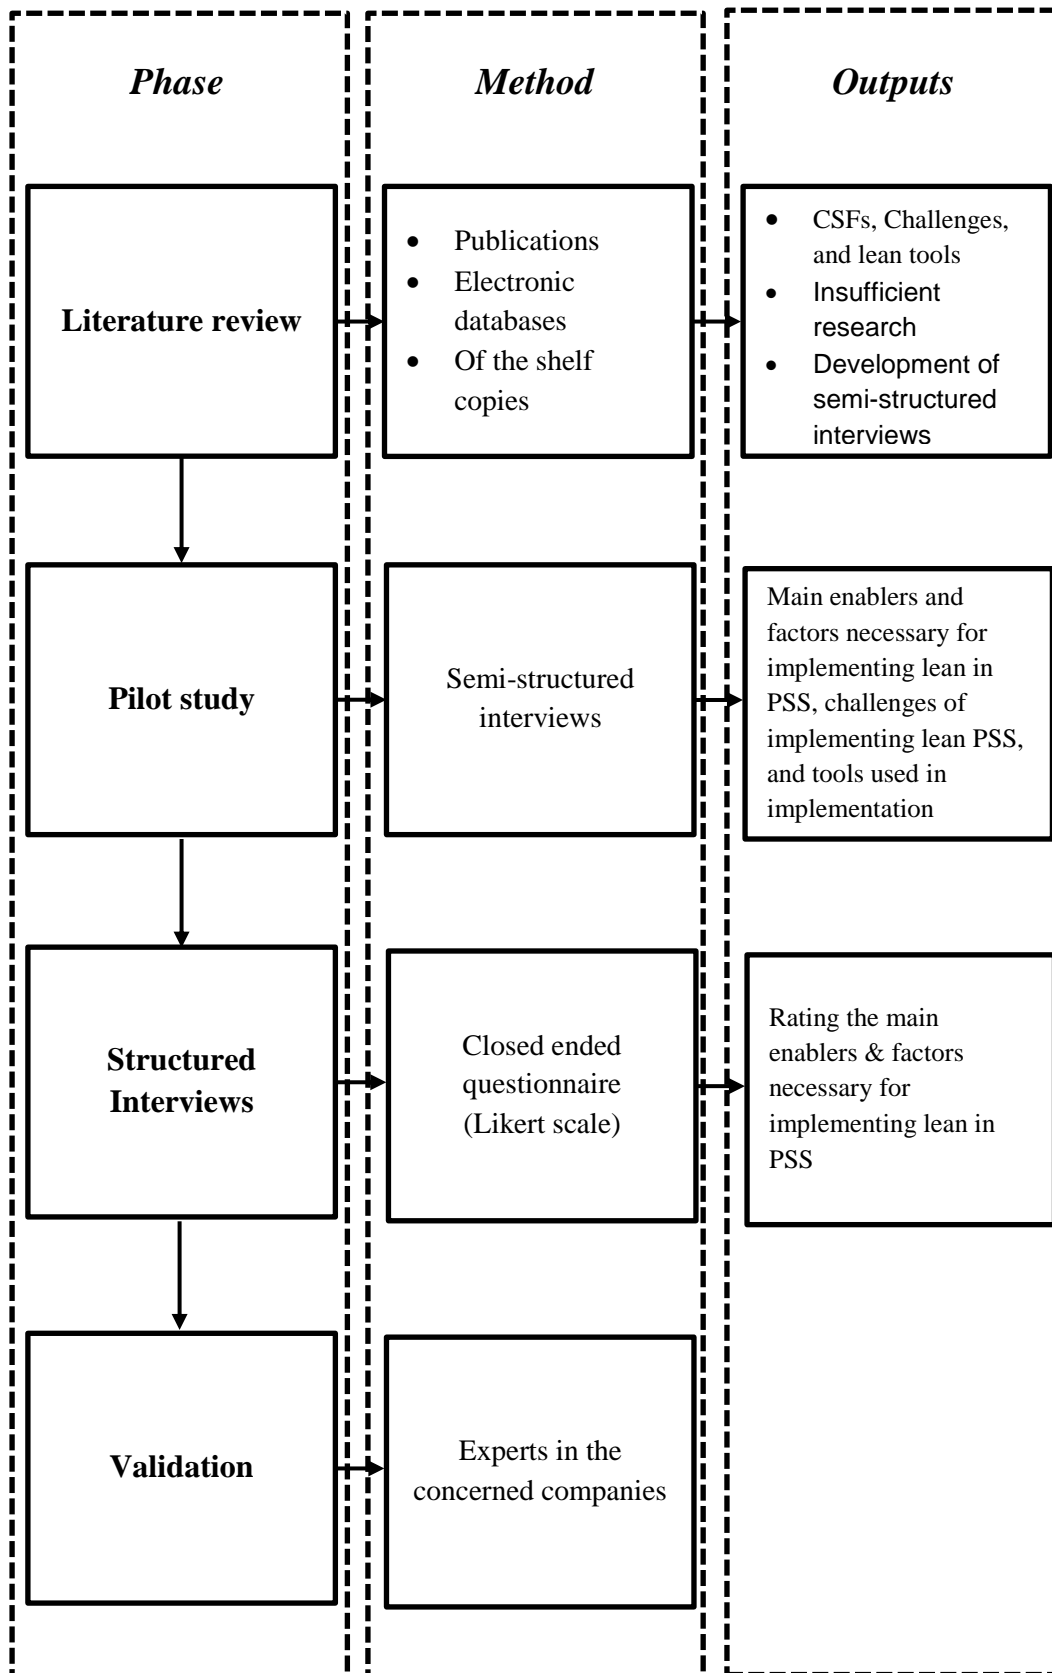 Phase
Method
Outputs
Literature review
• Publications
• Electronic
databases
• Of the shelf
copies
• CSFs, Challenges,
and lean tools
• Insufficient
research
• Development of
semi-structured
interviews
Pilot study
Semi-structured
interviews
Main enablers and
factors necessary for
implementing lean in
PSS, challenges of
implementing lean PSS,
and tools used in
implementation
Structured
Interviews
Closed ended
questionnaire
(Likert scale)
Rating the main
enablers & factors
necessary for
implementing lean in
PSS
Validation
Experts in the
concerned companies